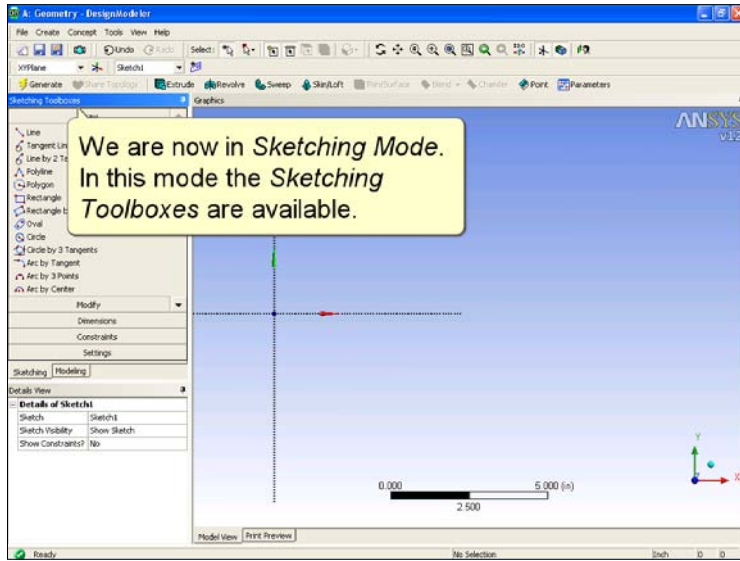 A: Geometry - DesignModeler
File Create Concept Tools View Help
Undo Redo Select:
XYPlane Sketch1
Generate Share Topology Extrude Revolve Sweep Skin/Loft Thin/Surface Blend Chamfer Point Parameters
Sketching Toolboxes
Graphics
ANSYS
We are now in Sketching Mode.
In this mode the Sketching
Toolboxes are available.
Line
Tangent Lin
Line by 2 Ta
Polyline
Polygon
Rectangle
Rectangle b
Oval
Circle
Circle by 3 Tangents
Arc by Tangent
Arc by 3 Points
Arc by Center
Modify
Dimensions
Constraints
Settings
Sketching Modeling
Details View
Details of Sketch1
Sketch Sketch1
Sketch Visibility Show Sketch
Show Constraints? No
0.000 5.000 (in)
2.500
Y
X
Model View Print Preview
Ready No Selection Inch 0 0